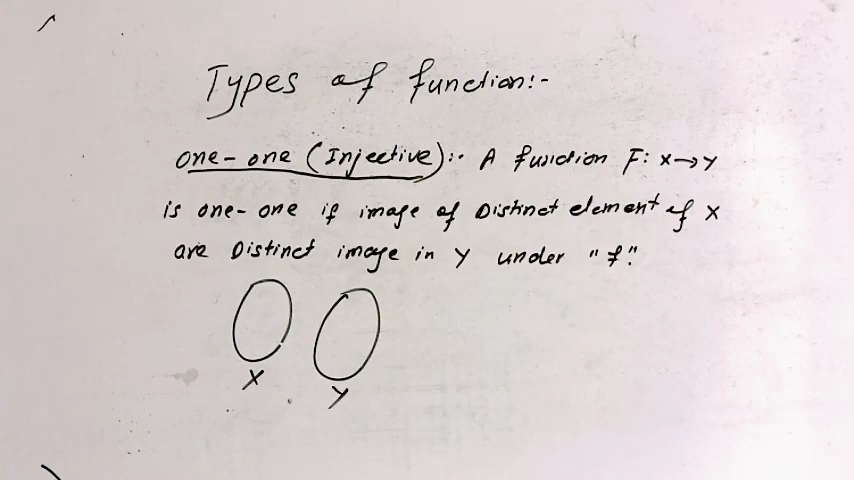 Types of function:-
one-one (Injective):- A function F: X→Y
is one-one if image of Distinct element of X
are Distinct image in Y under "f".
X
Y